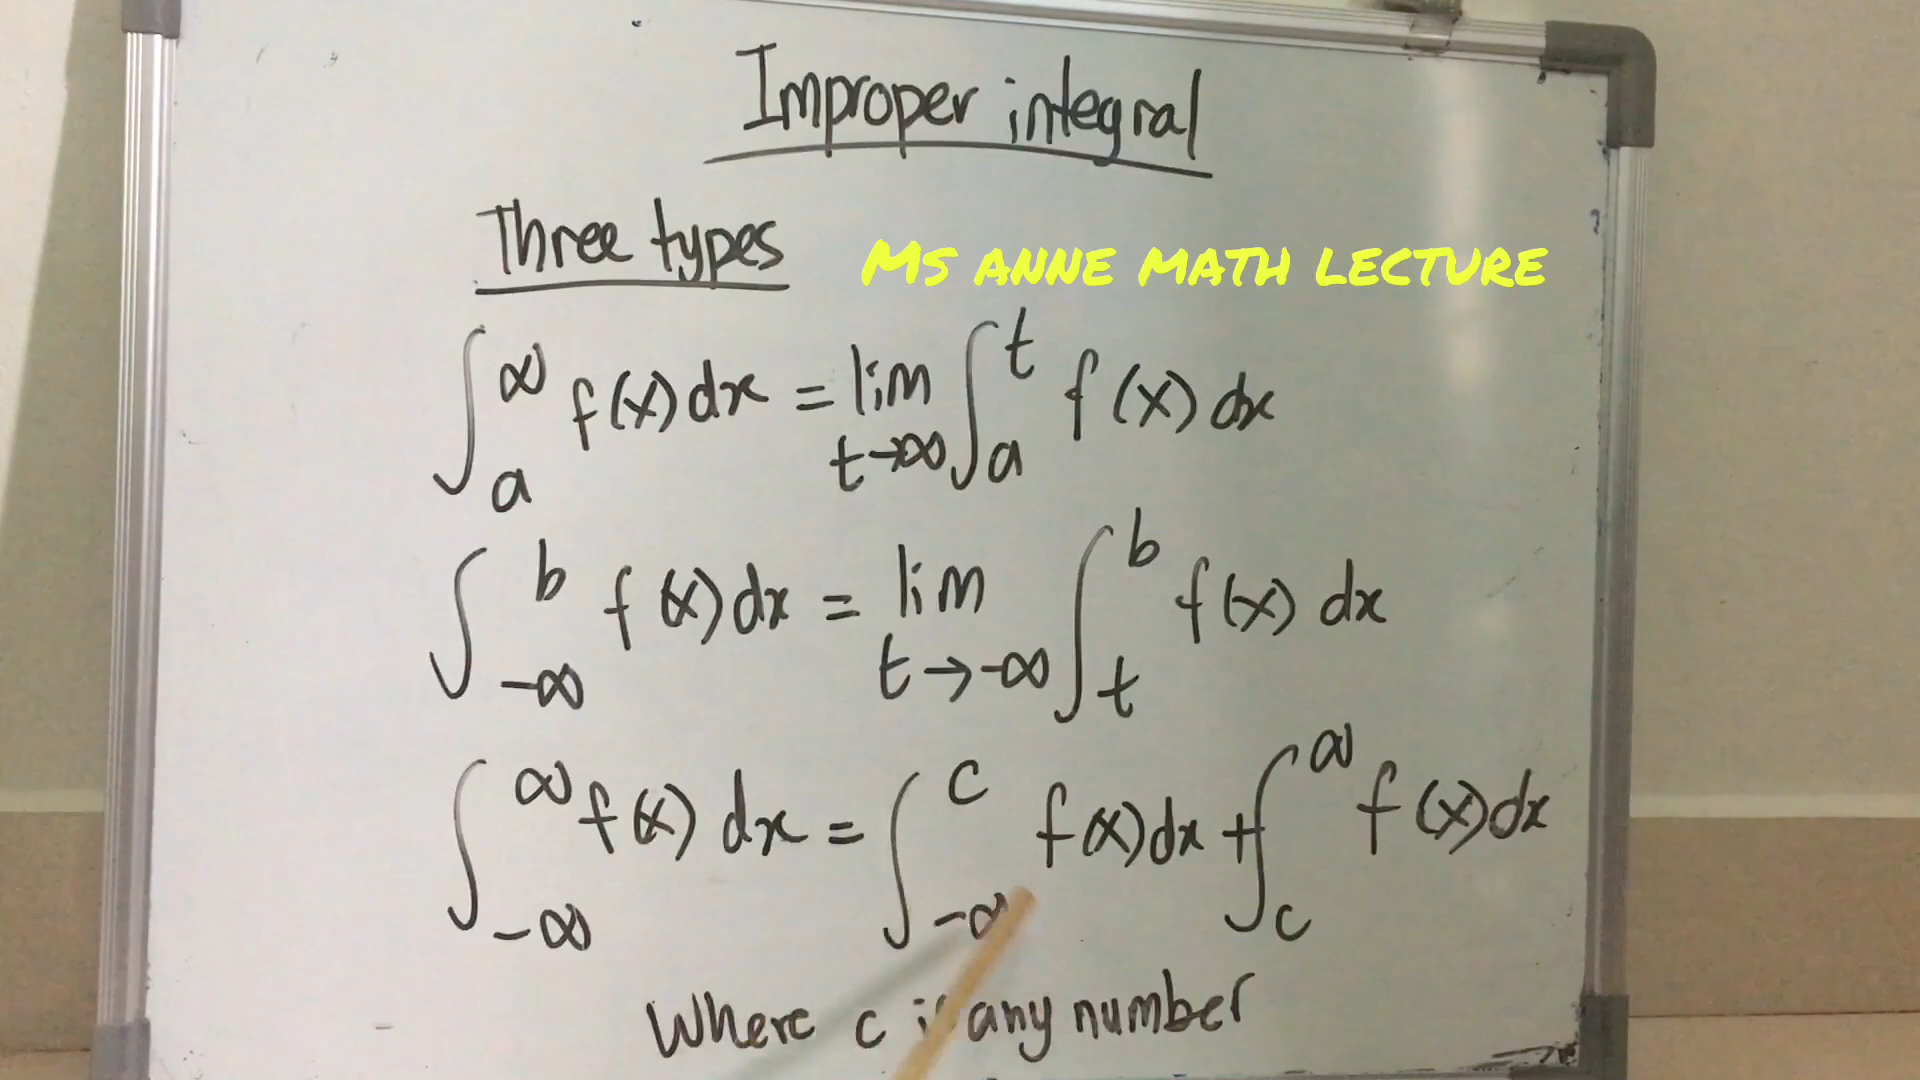 Improper integral
Three types
Ms ANNE MATH LECTURE
∫_a^∞ f(x) dx = lim_{t→∞} ∫_a^t f(x) dx
∫_{-∞}^b f(x) dx = lim_{t→-∞} ∫_t^b f(x) dx
∫_{-∞}^∞ f(x) dx = ∫_{-∞}^c f(x) dx + ∫_c^∞ f(x) dx
Where c is any number